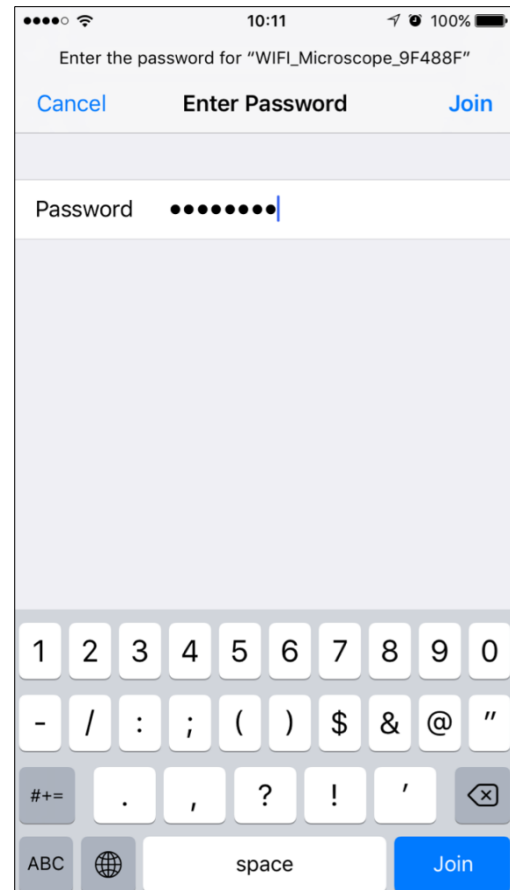 10:11
100%
Enter the password for “WIFI_Microscope_9F488F”
Cancel Enter Password Join
Password ••••••••
1 2 3 4 5 6 7 8 9 0
- / : ; ( ) $ & @ "
#+= . , ? ! '
ABC space Join